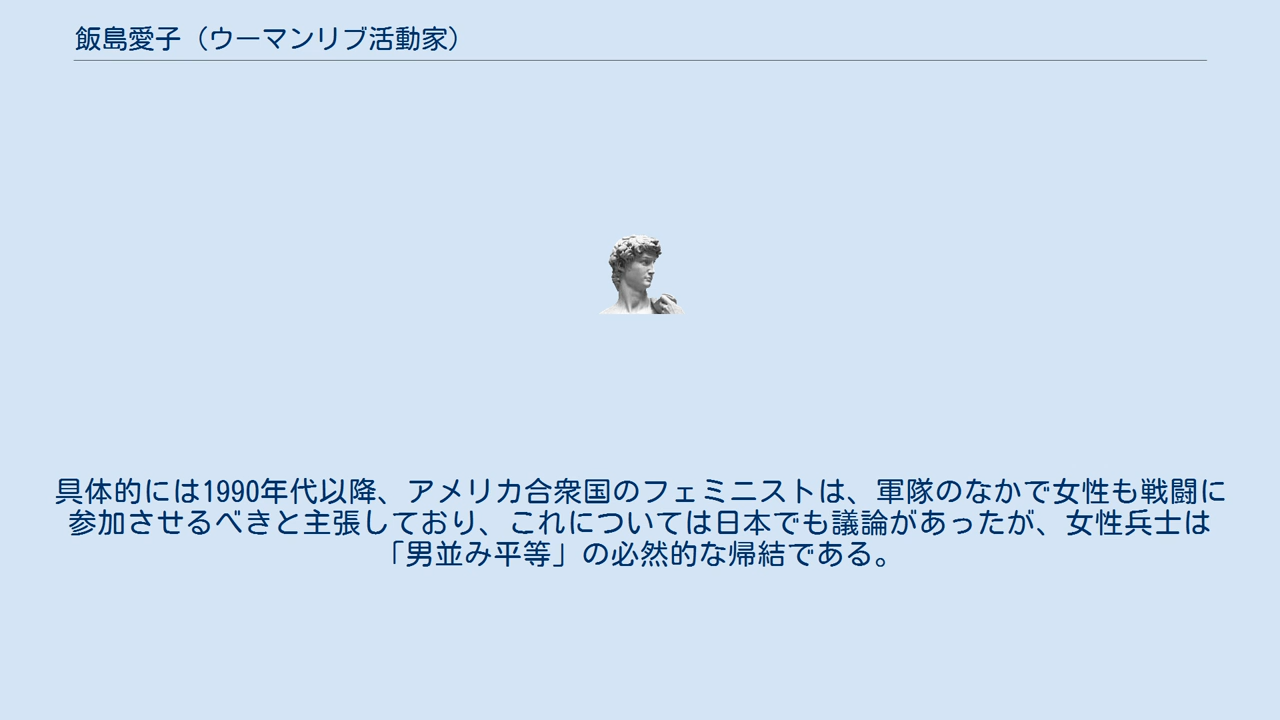 飯島愛子（ウーマンリブ活動家）
具体的には1990年代以降、アメリカ合衆国のフェミニストは、軍隊のなかで女性も戦闘に
参加させるべきと主張しており、これについては日本でも議論があったが、女性兵士は
「男並み平等」の必然的な帰結である。